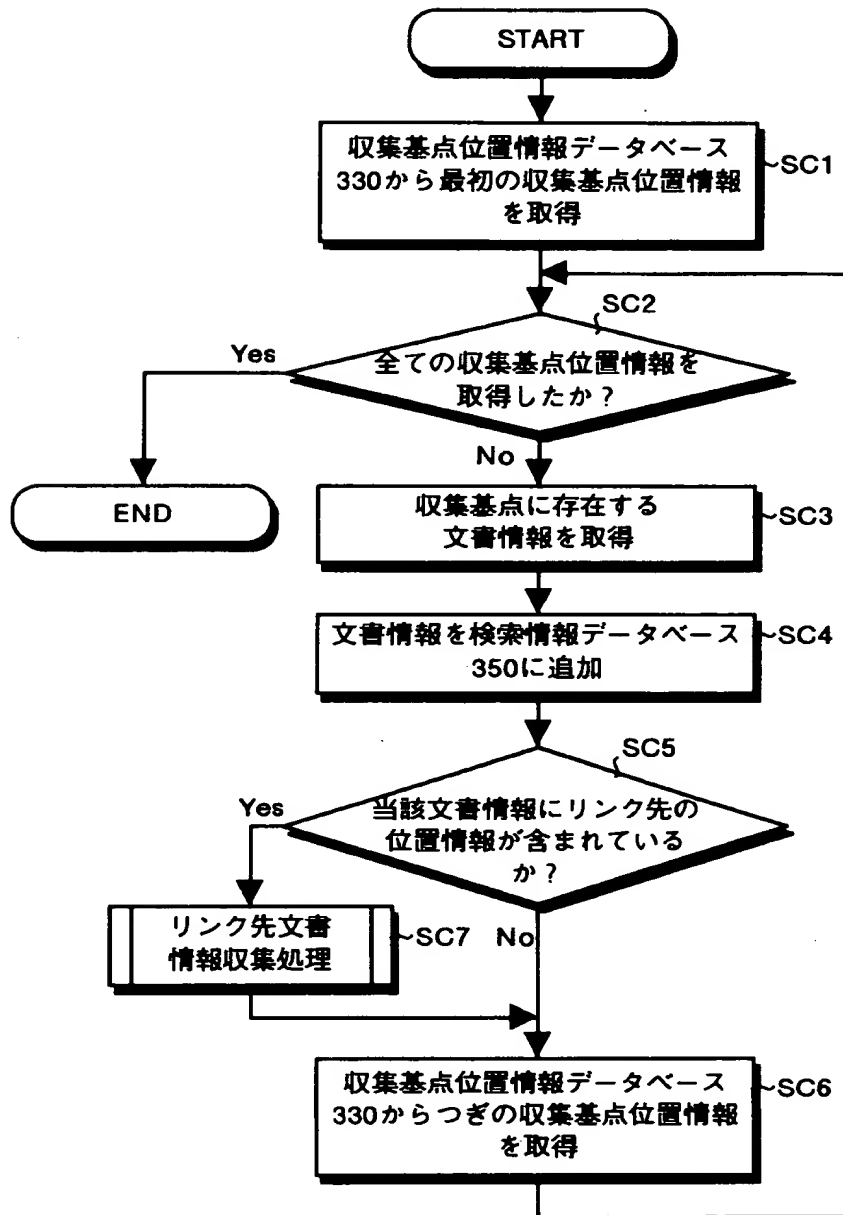 START
収集基点位置情報データベース
330から最初の収集基点位置情報
を取得
~SC1
SC2
Yes
全ての収集基点位置情報を
取得したか?
No
END
収集基点に存在する
文書情報を取得
~SC3
文書情報を検索情報データベース
350に追加
~SC4
SC5
Yes
当該文書情報にリンク先の
位置情報が含まれている
か?
リンク先文書
情報収集処理
~SC7
No
収集基点位置情報データベース
330からつぎの収集基点位置情報
を取得
~SC6